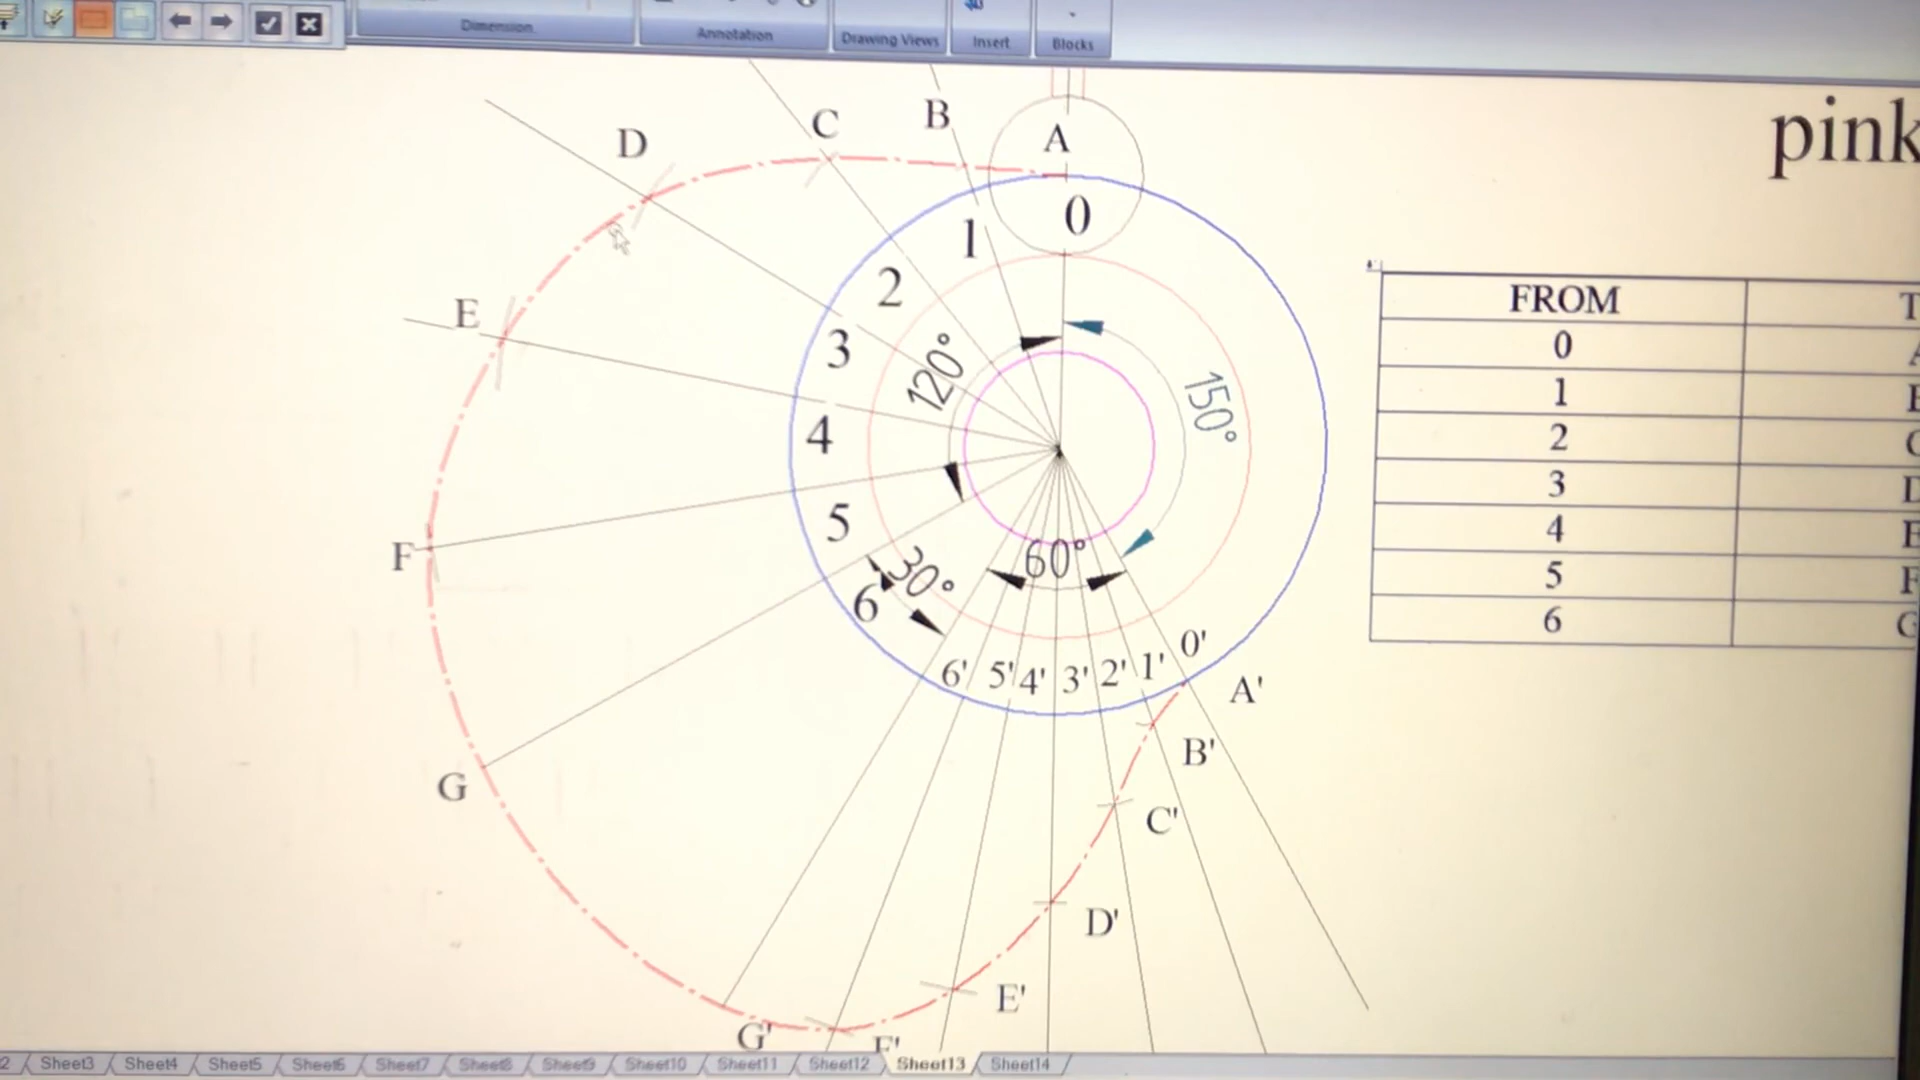 Dimension
Annotation
Drawing Views
Insert
Blocks
pink
A
B
C
D
E
F
G
0
1
2
3
4
5
6
120°
150°
30°
60°
6'
5'
4'
3'
2'
1'
0'
A'
B'
C'
D'
E'
F'
G'
FROM
0
1
2
3
4
5
6
Sheet3
Sheet4
Sheet5
Sheet6
Sheet7
Sheet8
Sheet9
Sheet10
Sheet11
Sheet12
Sheet13
Sheet14